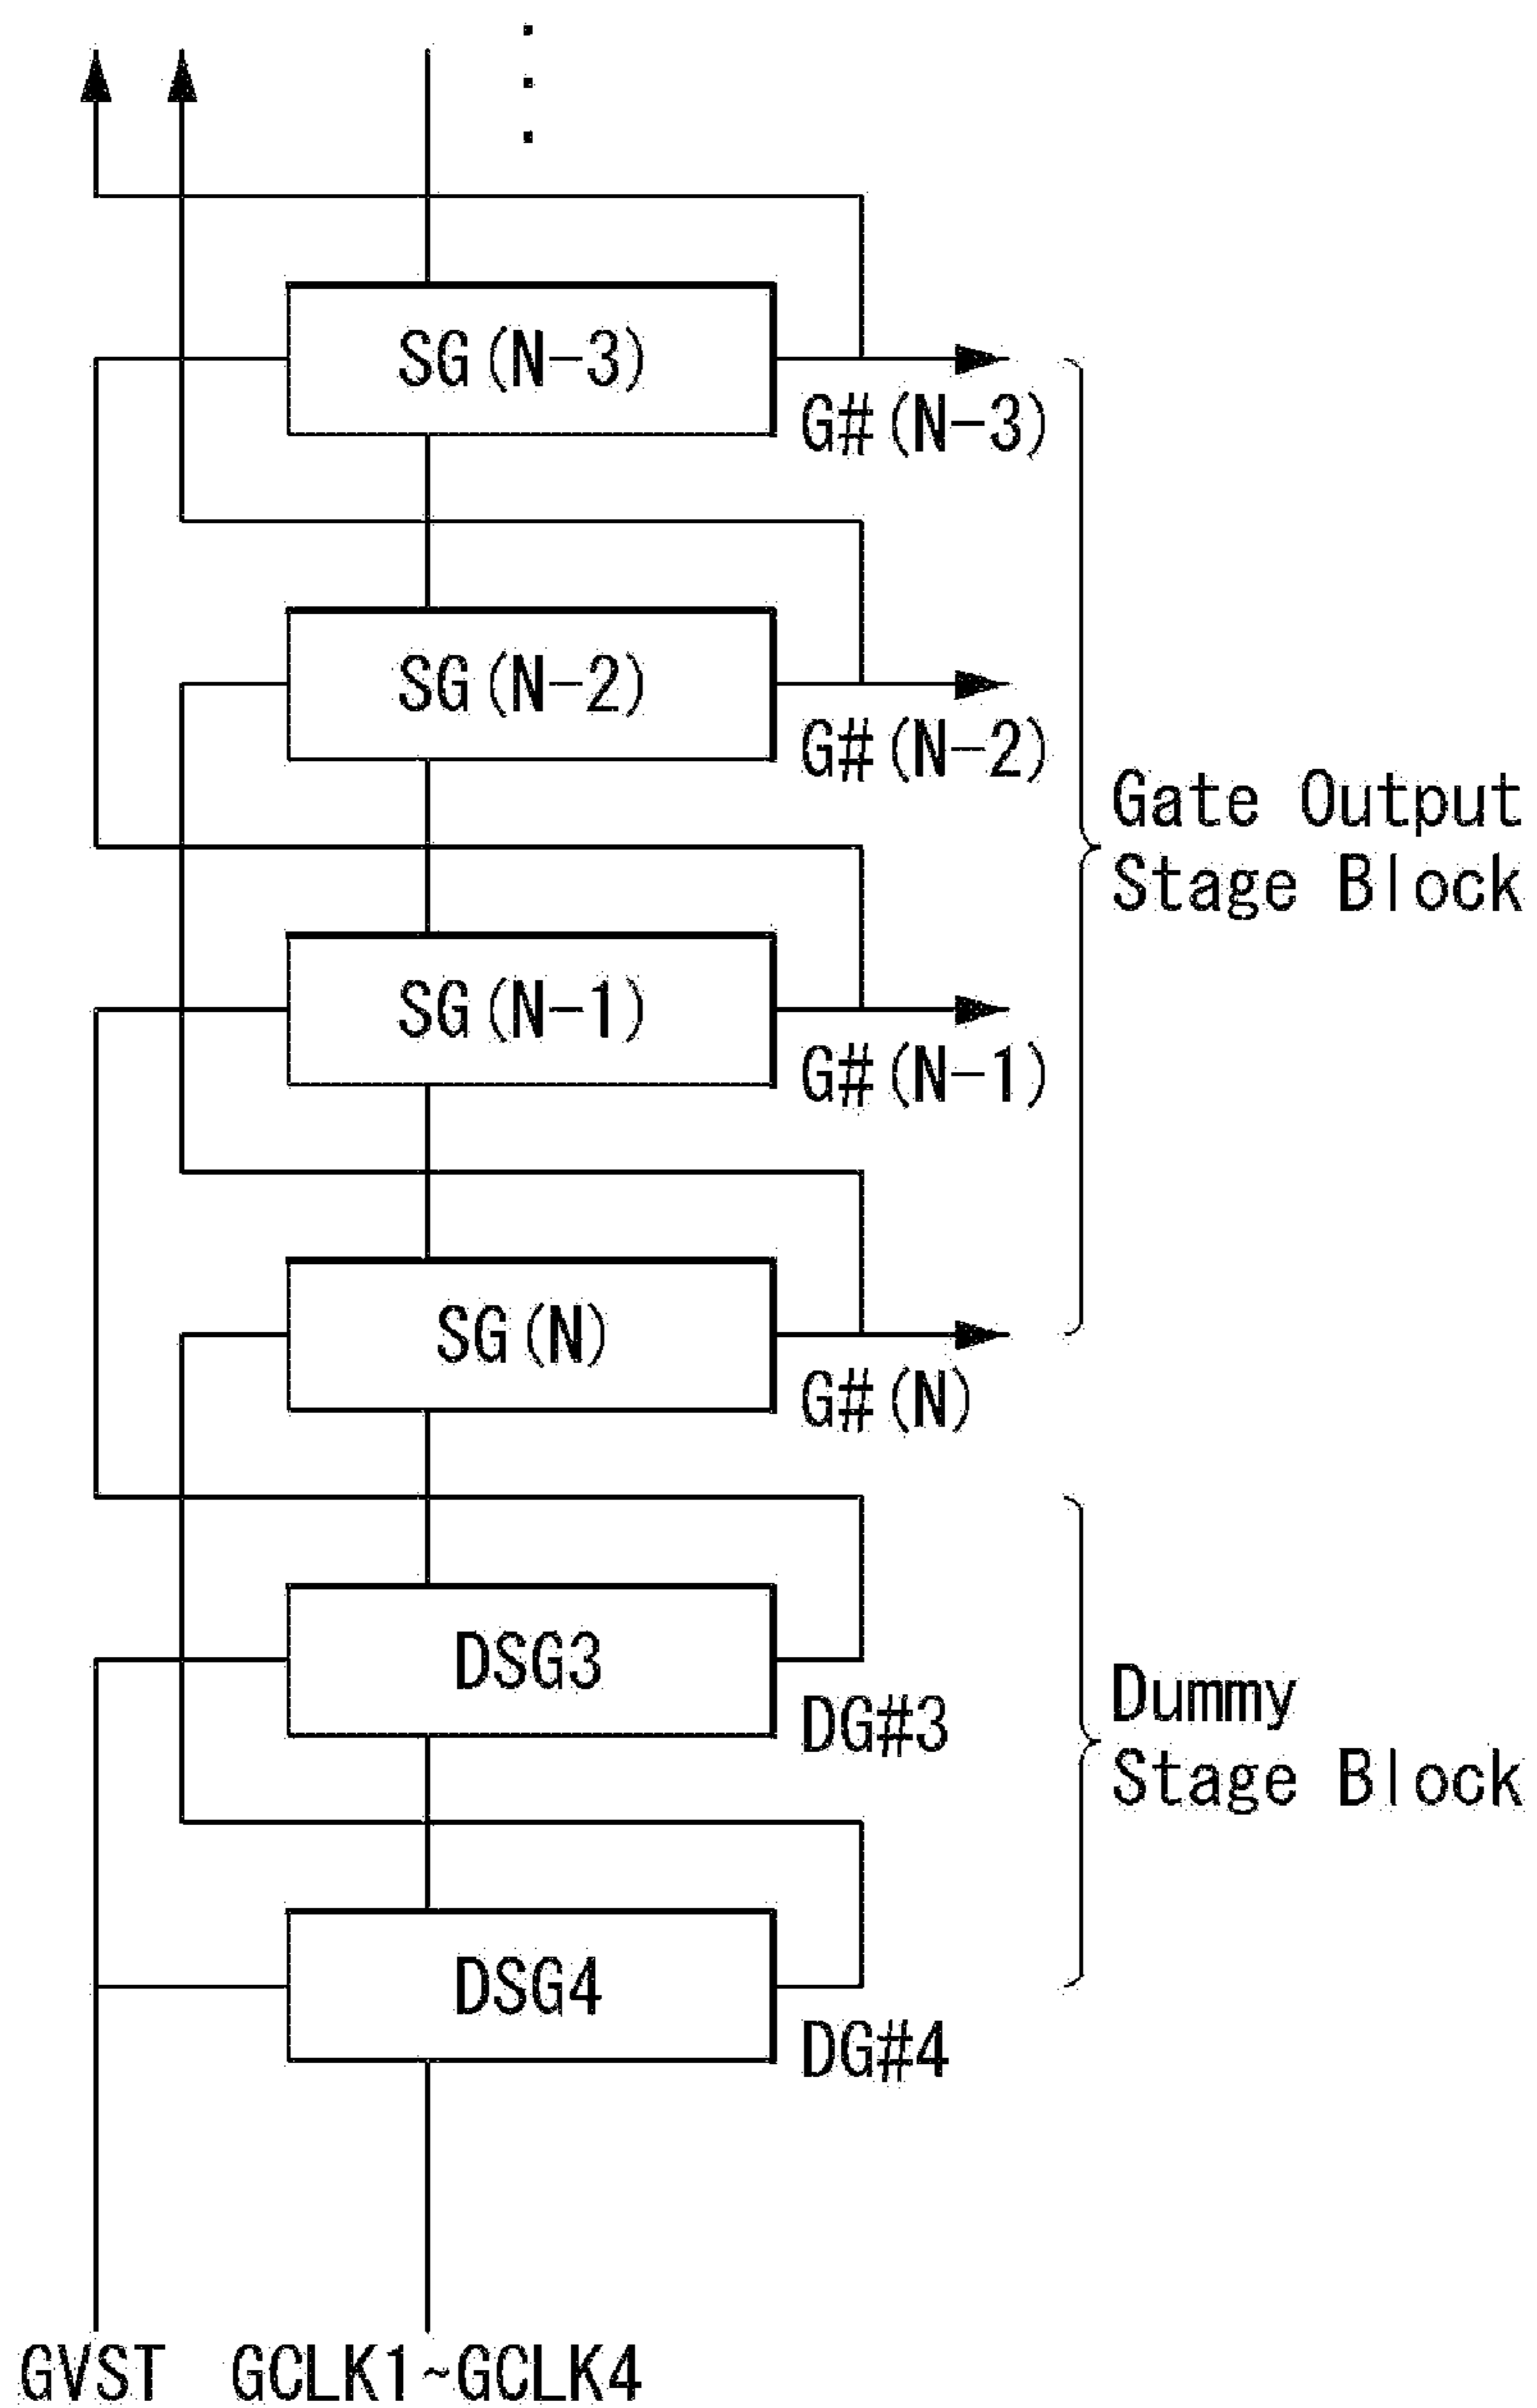 SG(N-3)
G#(N-3)
SG(N-2)
G#(N-2)
Gate Output
Stage Block
SG(N-1)
G#(N-1)
SG(N)
G#(N)
DSG3
DG#3
Dummy
Stage Block
DSG4
DG#4
GVST GCLK1~GCLK4